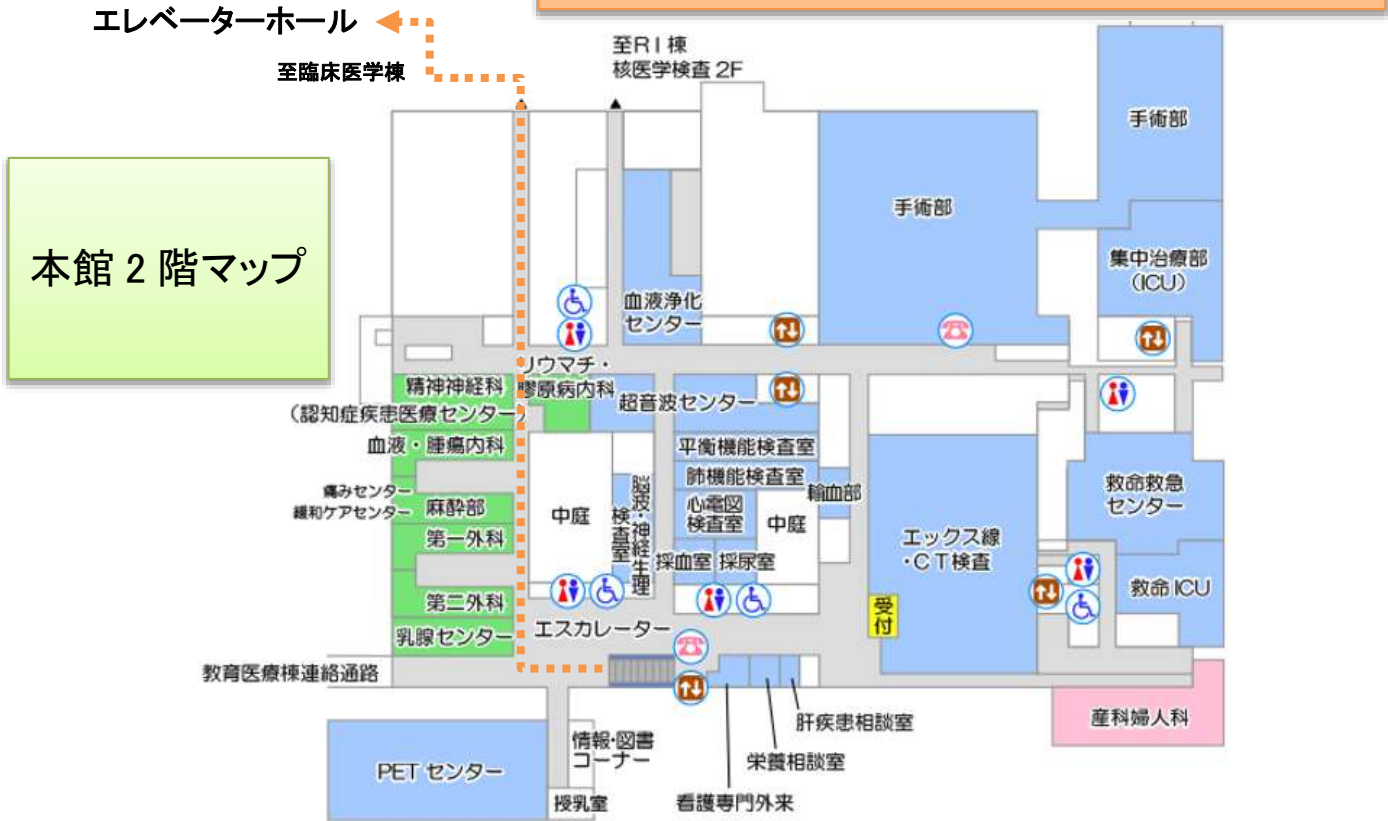 エレベーターホール
至臨床医学棟
至RI棟
核医学検査2F
本館2階マップ
手術部
手術部
集中治療部
(ICU)
血液浄化
センター
リウマチ・
膠原病内科
精神神経科
(認知症疾患医療センター)
超音波センター
血液・腫瘍内科
平衡機能検査室
肺機能検査室
痛みセンター
緩和ケアセンター
麻酔部
中庭
脳波・神経生理
検査室
心電図
検査室
中庭
輸血部
救命救急
センター
第一外科
エックス線
・CT検査
採血室
採尿室
救命ICU
第二外科
受付
乳腺センター
エスカレーター
教育医療棟連絡通路
産科婦人科
肝疾患相談室
情報・図書
コーナー
栄養相談室
PETセンター
授乳室
看護専門外来